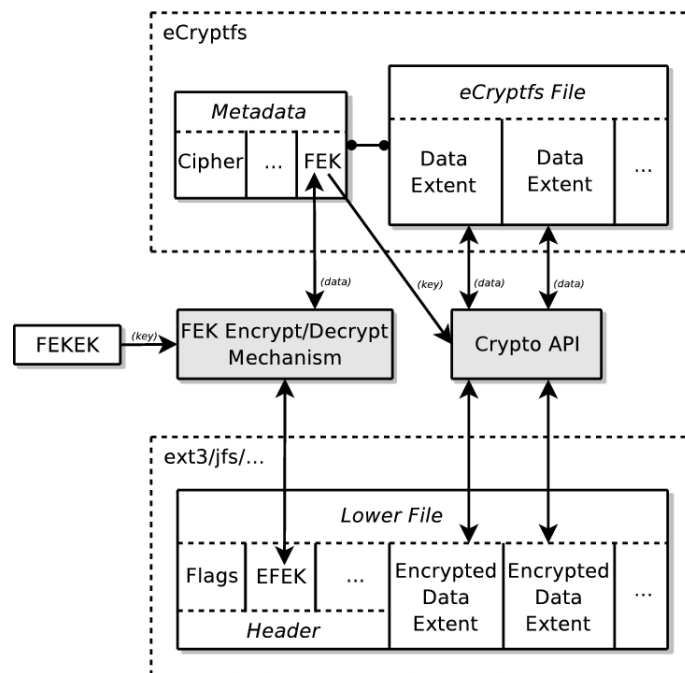 eCryptfs
Metadata
Cipher
...
FEK
eCryptfs File
Data
Extent
Data
Extent
...
(data)
(key)
(data)
(data)
FEKEK
(key)
FEK Encrypt/Decrypt
Mechanism
Crypto API
ext3/jfs/...
Lower File
Flags
EFEK
...
Header
Encrypted
Data
Extent
Encrypted
Data
Extent
...